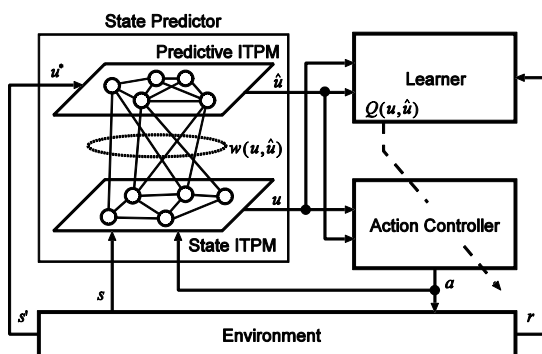 State Predictor
Predictive ITPM
u*
û
Learner
Q(u,û)
w(u,û)
u
State ITPM
Action Controller
s
a
s'
Environment
r